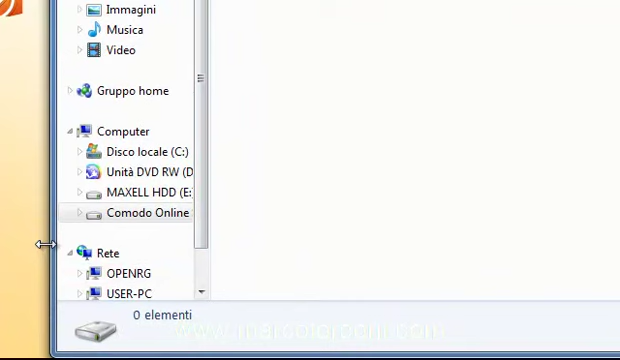 Immagini
Musica
Video
Gruppo home
Computer
Disco locale (C:)
Unità DVD RW (D
MAXELL HDD (E:
Comodo Online
Rete
OPENRG
USER-PC
0 elementi